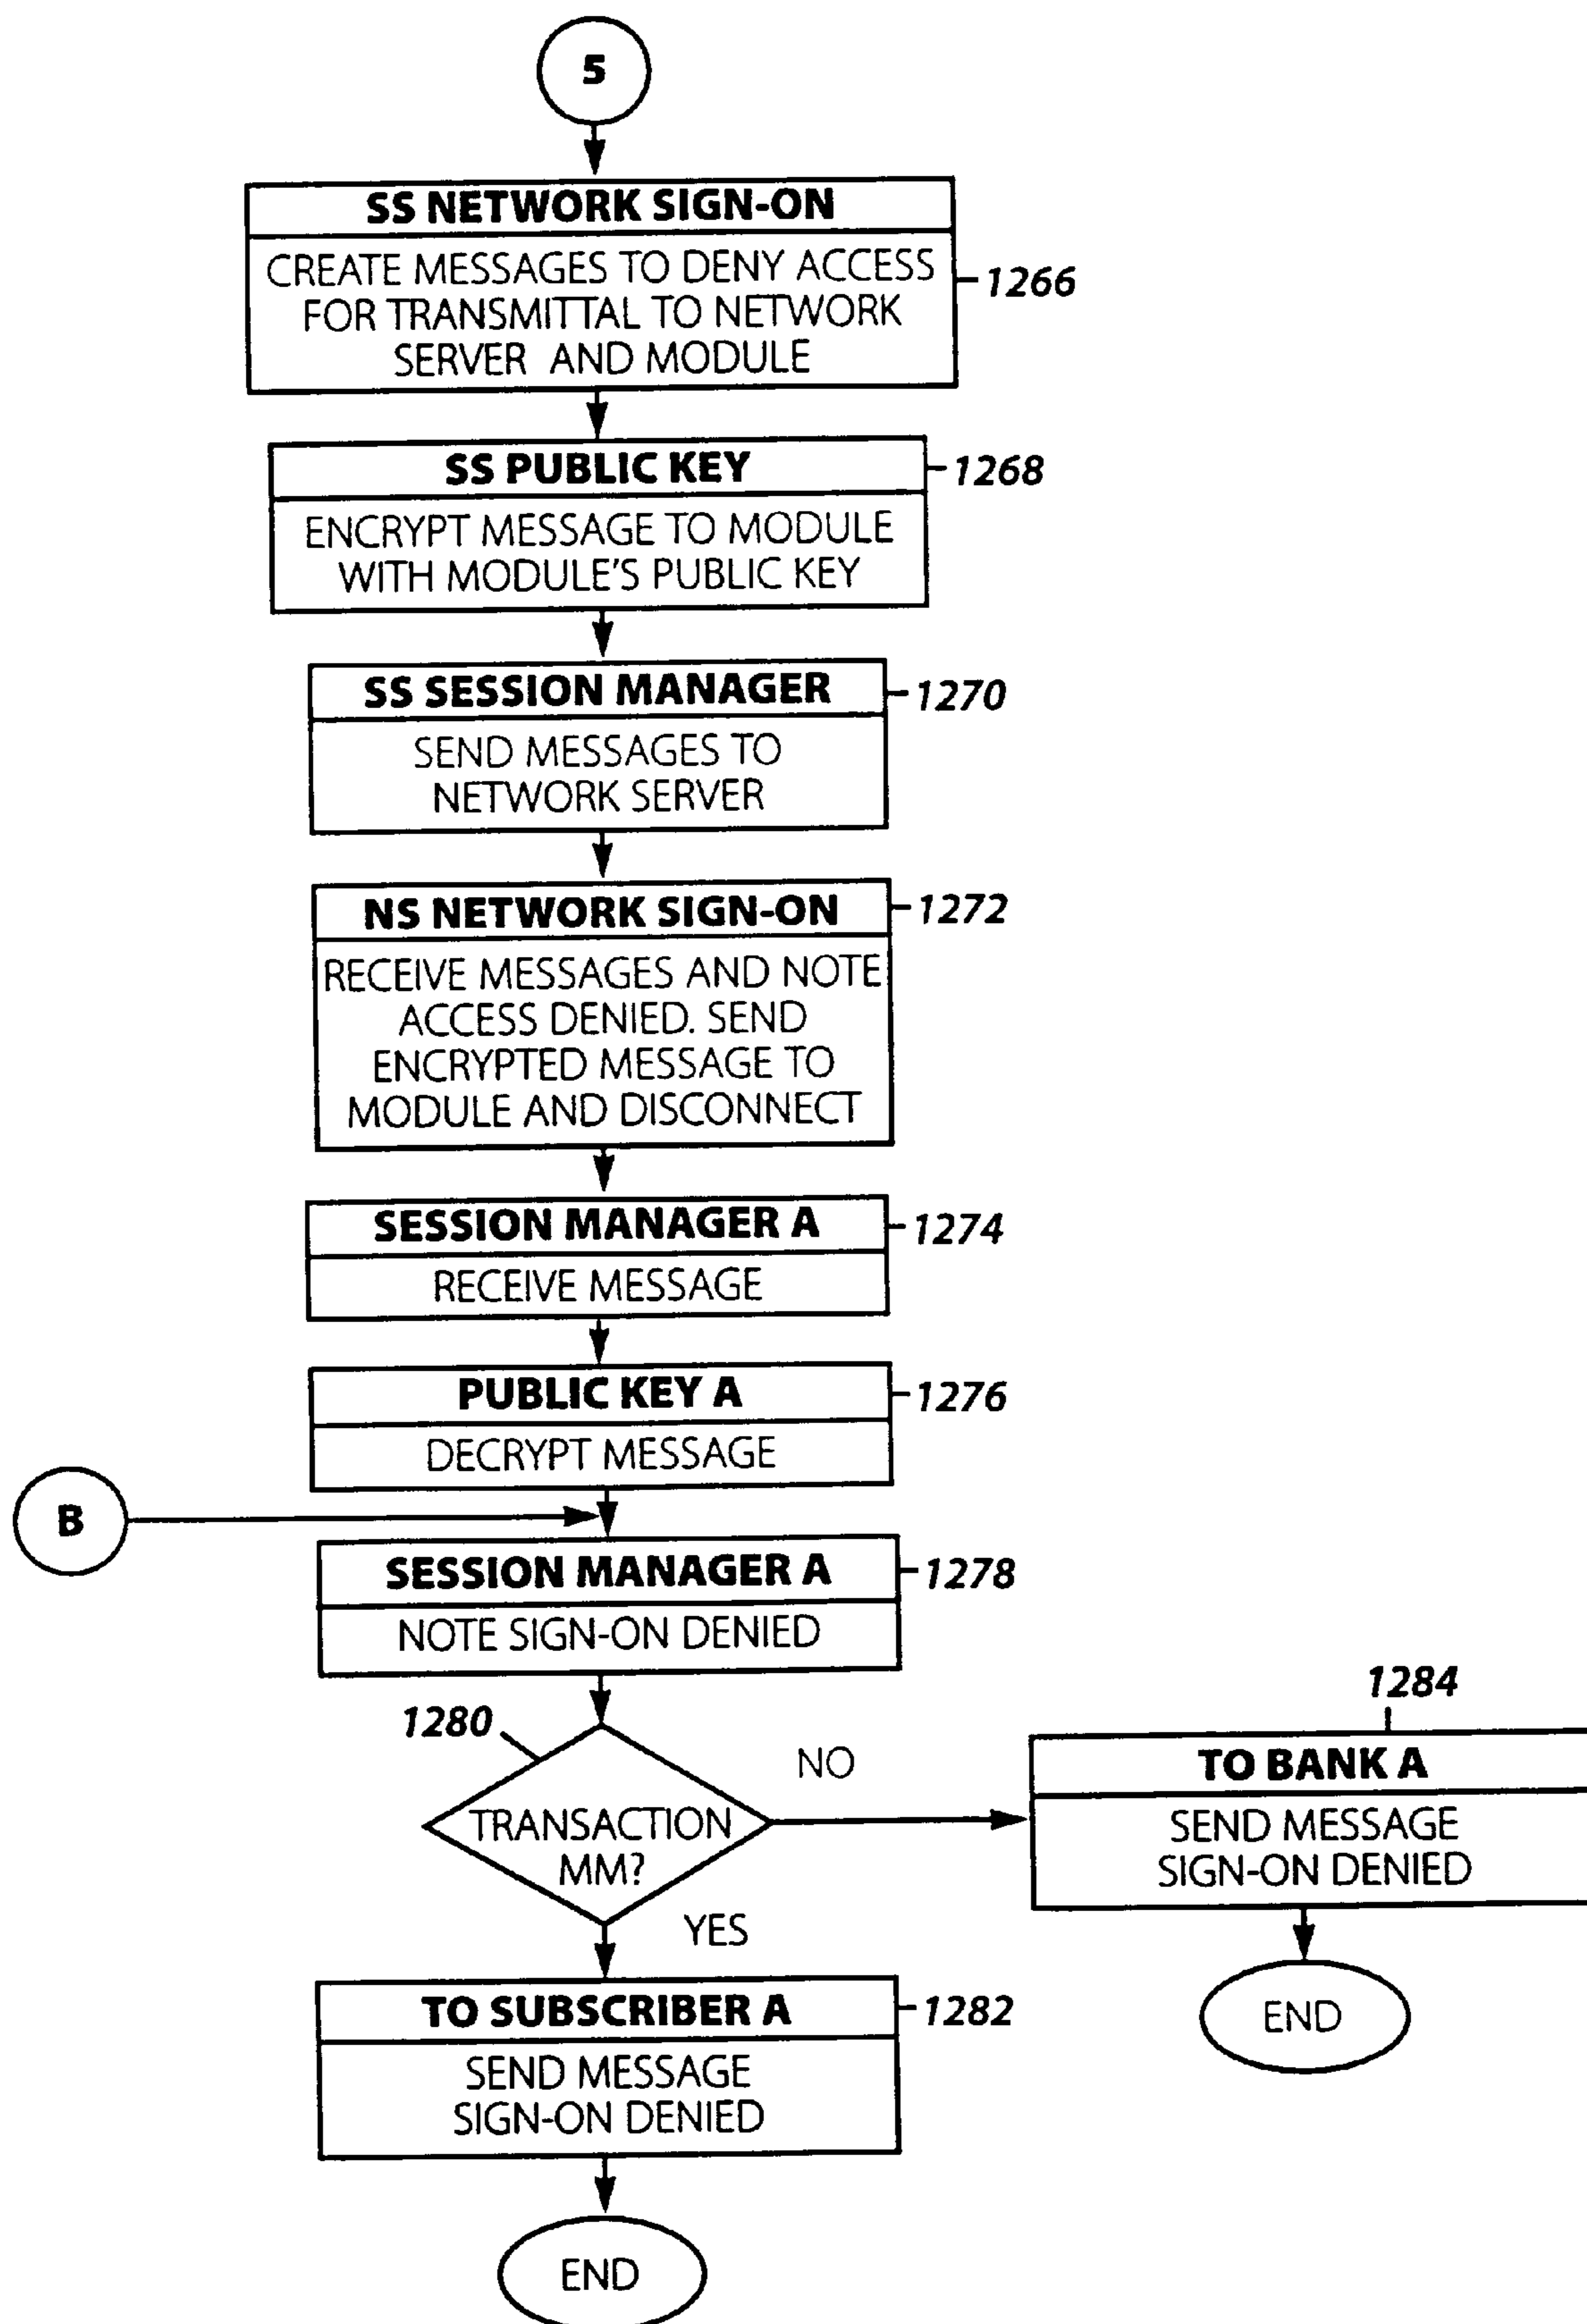 5
SS NETWORK SIGN-ON
CREATE MESSAGES TO DENY ACCESS
FOR TRANSMITTAL TO NETWORK
SERVER AND MODULE
1266
SS PUBLIC KEY
1268
ENCRYPT MESSAGE TO MODULE
WITH MODULE'S PUBLIC KEY
SS SESSION MANAGER
1270
SEND MESSAGES TO
NETWORK SERVER
NS NETWORK SIGN-ON
1272
RECEIVE MESSAGES AND NOTE
ACCESS DENIED. SEND
ENCRYPTED MESSAGE TO
MODULE AND DISCONNECT
SESSION MANAGER A
1274
RECEIVE MESSAGE
PUBLIC KEY A
1276
DECRYPT MESSAGE
B
SESSION MANAGER A
1278
NOTE SIGN-ON DENIED
1280
TRANSACTION
MM?
NO
1284
TO BANK A
SEND MESSAGE
SIGN-ON DENIED
END
YES
TO SUBSCRIBER A
1282
SEND MESSAGE
SIGN-ON DENIED
END